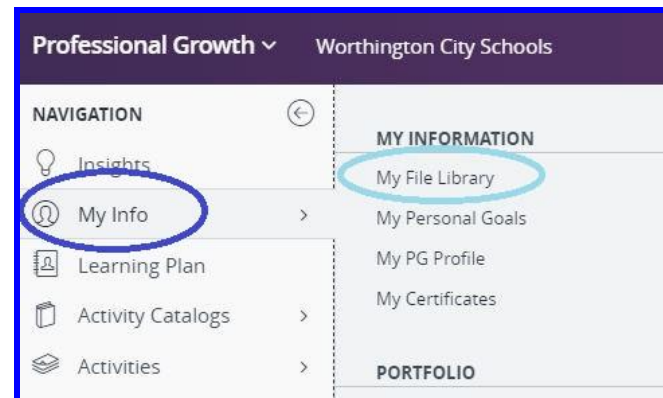 Professional Growth Worthington City Schools
NAVIGATION
Insights
My Info
Learning Plan
Activity Catalogs
Activities
MY INFORMATION
My File Library
My Personal Goals
My PG Profile
My Certificates
PORTFOLIO